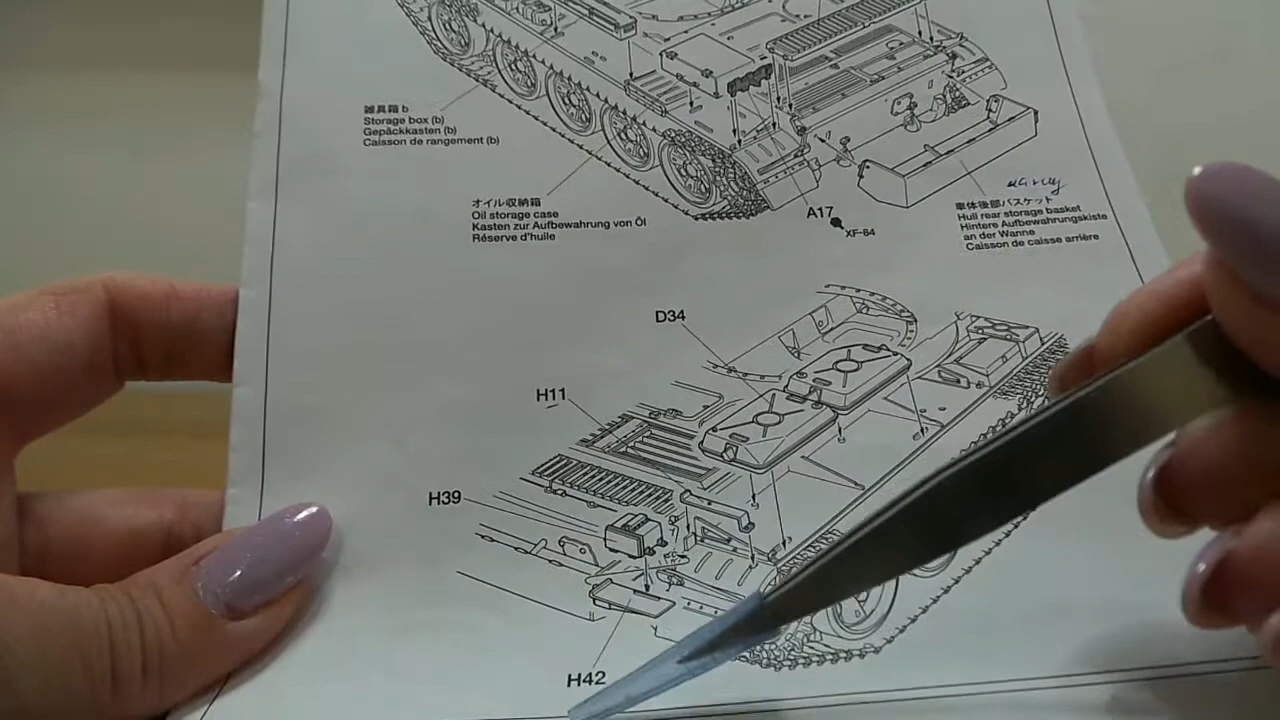 雑具箱 b
Storage box (b)
Gepäckkasten (b)
Caisson de rangement (b)
オイル収納箱
Oil storage case
Kasten zur Aufbewahrung von Öl
Réserve d'huile
A17
XF-64
車体後部バスケット
Hull rear storage basket
Hintere Aufbewahrungskiste
an der Wanne
Caisson de caisse arrière
D34
H11
H39
H42